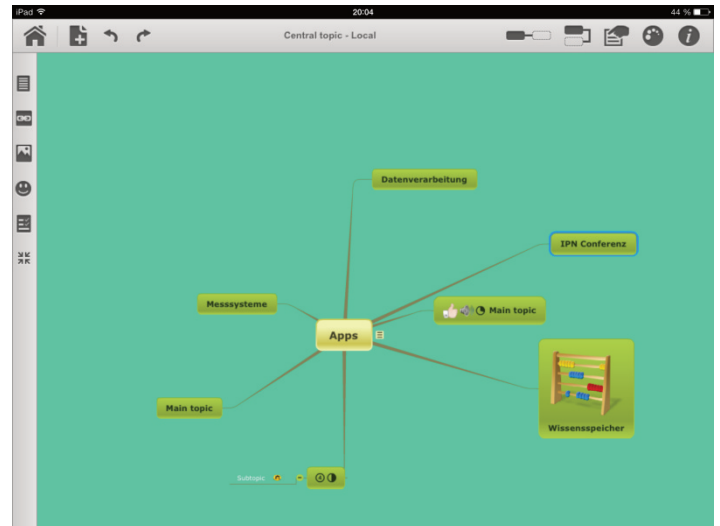 iPad 20:04 44 %
Central topic - Local
Datenverarbeitung
IPN Conferenz
Messsysteme
Main topic
Apps
Main topic
Wissensspeicher
Subtopic